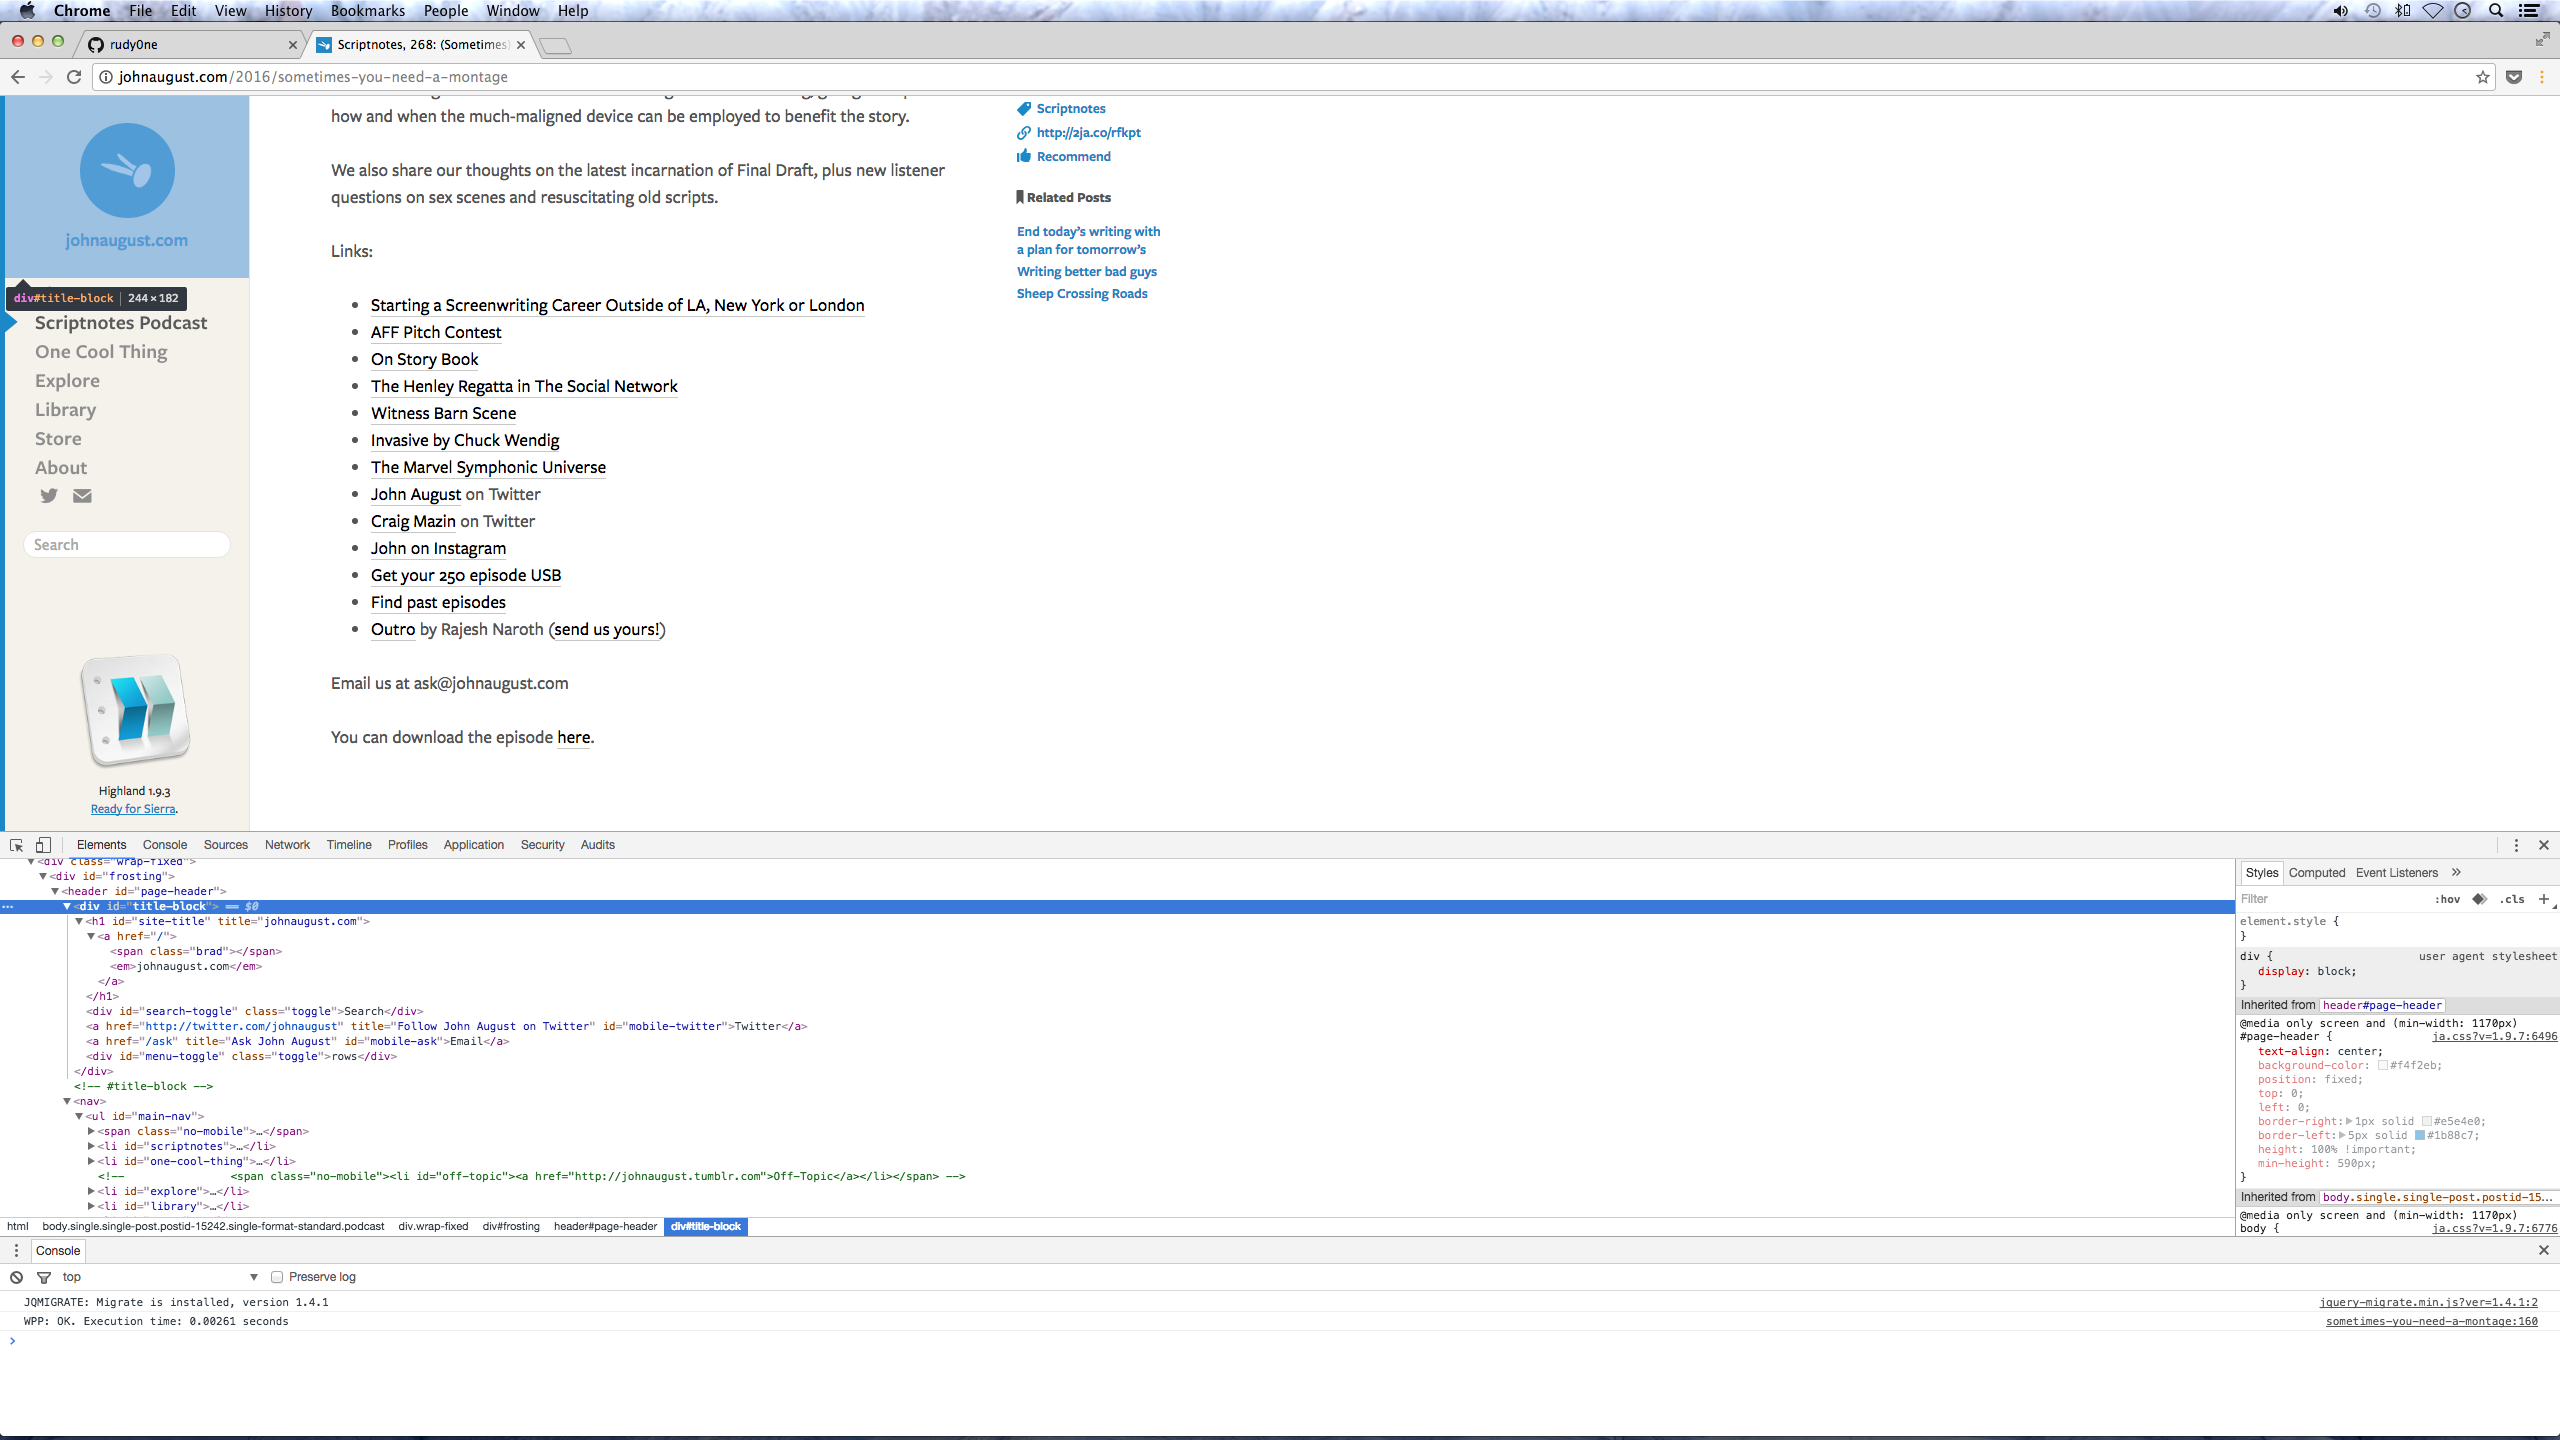 Chrome File Edit View History Bookmarks People Window Help
rudy0ne
Scriptnotes, 268: (Sometimes)
johnaugust.com/2016/sometimes-you-need-a-montage
johnaugust.com
div#title-block 244 × 182
Scriptnotes Podcast
One Cool Thing
Explore
Library
Store
About
Search
Highland 1.9.3
Ready for Sierra.
how and when the much-maligned device can be employed to benefit the story.
We also share our thoughts on the latest incarnation of Final Draft, plus new listener
questions on sex scenes and resuscitating old scripts.
Links:
Starting a Screenwriting Career Outside of LA, New York or London
AFF Pitch Contest
On Story Book
The Henley Regatta in The Social Network
Witness Barn Scene
Invasive by Chuck Wendig
The Marvel Symphonic Universe
John August on Twitter
Craig Mazin on Twitter
John on Instagram
Get your 250 episode USB
Find past episodes
Outro by Rajesh Naroth (send us yours!)
Email us at ask@johnaugust.com
You can download the episode here.
Scriptnotes
http://2ja.co/rfkpt
Recommend
Related Posts
End today's writing with
a plan for tomorrow's
Writing better bad guys
Sheep Crossing Roads
Elements Console Sources Network Timeline Profiles Application Security Audits
<div class="wrap-fixed">
<div id="frosting">
<header id="page-header">
… <div id="title-block"> == $0
<h1 id="site-title" title="johnaugust.com">
<a href="/">
<span class="brad"></span>
<em>johnaugust.com</em>
</a>
</h1>
<div id="search-toggle" class="toggle">Search</div>
<a href="http://twitter.com/johnaugust" title="Follow John August on Twitter" id="mobile-twitter">Twitter</a>
<a href="/ask" title="Ask John August" id="mobile-ask">Email</a>
<div id="menu-toggle" class="toggle">rows</div>
</div>
<!-- #title-block -->
<nav>
<ul id="main-nav">
<span class="no-mobile">…</span>
<li id="scriptnotes">…</li>
<li id="one-cool-thing">…</li>
<!-- <span class="no-mobile"><li id="off-topic"><a href="http://johnaugust.tumblr.com">Off-Topic</a></li></span> -->
<li id="explore">…</li>
<li id="library">…</li>
html body.single.single-post.postid-15242.single-format-standard.podcast div.wrap-fixed div#frosting header#page-header div#title-block
Styles Computed Event Listeners »
Filter :hov .cls +
element.style {
}
div { user agent stylesheet
display: block;
}
Inherited from header#page-header
@media only screen and (min-width: 1170px)
#page-header { ja.css?v=1.9.7:6496
text-align: center;
background-color: #f4f2eb;
position: fixed;
top: 0;
left: 0;
border-right: 1px solid #e5e4e0;
border-left: 5px solid #1b88c7;
height: 100% !important;
min-height: 590px;
}
Inherited from body.single.single-post.postid-15…
@media only screen and (min-width: 1170px)
body { ja.css?v=1.9.7:6776
Console
top Preserve log
JQMIGRATE: Migrate is installed, version 1.4.1 jquery-migrate.min.js?ver=1.4.1:2
WPP: OK. Execution time: 0.00261 seconds sometimes-you-need-a-montage:160